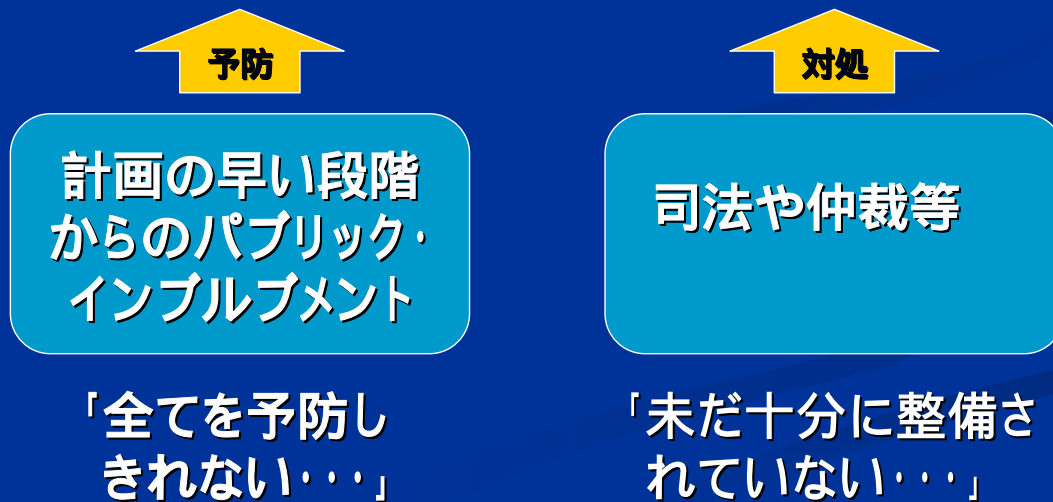 予防
計画の早い段階
からのパブリック・
インブルブメント
「全てを予防し
きれない・・・」
対処
司法や仲裁等
「未だ十分に整備さ
れていない・・・」